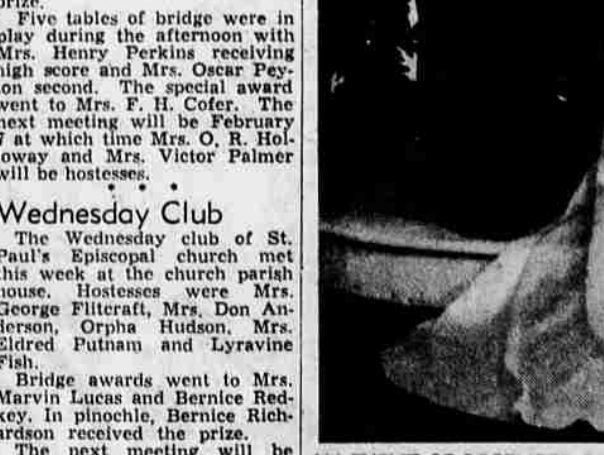 prize.
Five tables of bridge were in
play during the afternoon with
Mrs. Henry Perkins receiving
high score and Mrs. Oscar Pey-
ton second. The special award
went to Mrs. F. H. Cofer. The
next meeting will be February
7 at which time Mrs. O. R. Hol-
loway and Mrs. Victor Palmer
will be hostesses.
• • •
Wednesday Club
The Wednesday club of St.
Paul's Episcopal church met
this week at the church parish
house. Hostesses were Mrs.
George Flitcraft, Mrs. Don An-
derson, Orpha Hudson, Mrs.
Eldred Putnam and Lyravine
Fish.
Bridge awards went to Mrs.
Marvin Lucas and Bernice Red-
key. In pinochle, Bernice Rich-
ardson received the prize.
The next meeting will be